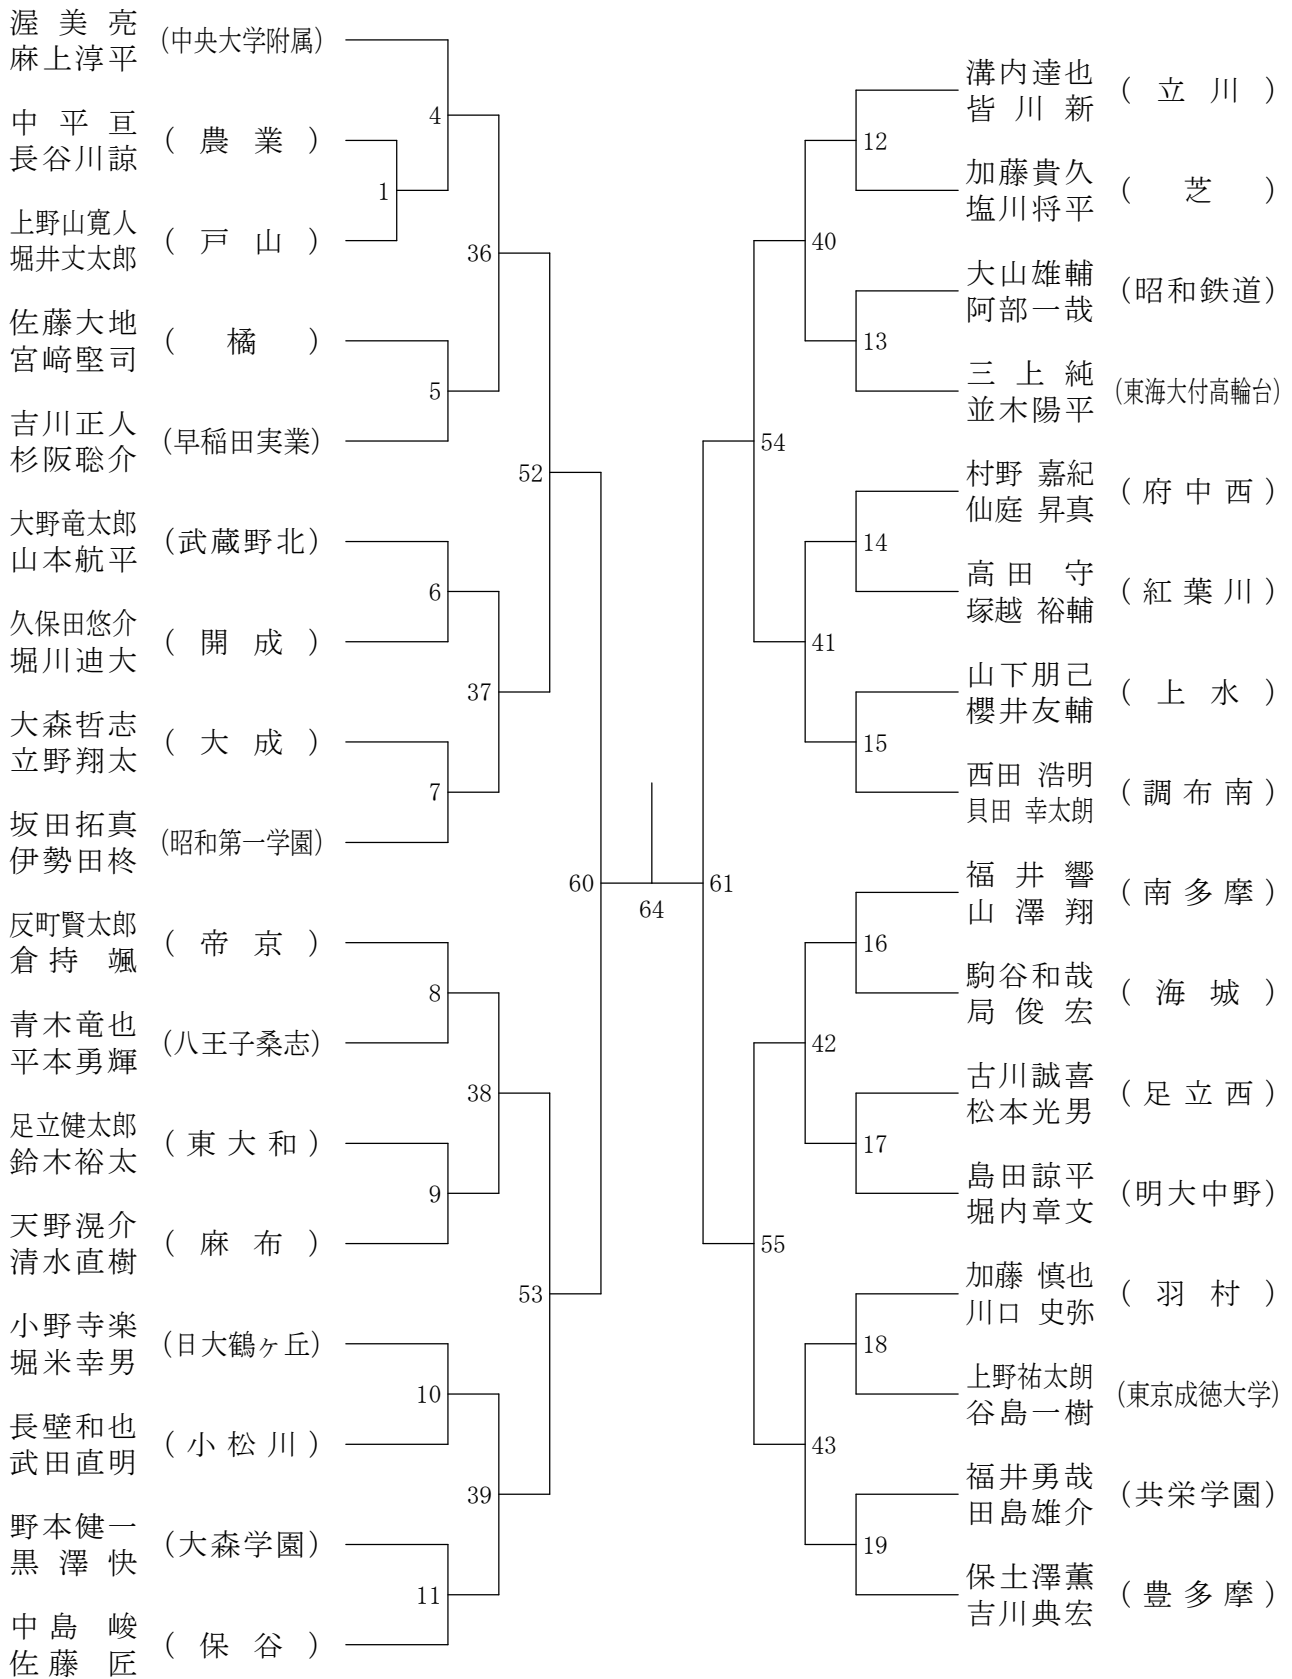 渥美亮
麻上淳平
(中央大学附属)
中平亘
長谷川諒
(農業)
上野山寛人
堀井丈太郎
(戸山)
佐藤大地
宮﨑堅司
(橘)
吉川正人
杉阪聡介
(早稲田実業)
大野竜太郎
山本航平
(武蔵野北)
久保田悠介
堀川迪大
(開成)
大森哲志
立野翔太
(大成)
坂田拓真
伊勢田柊
(昭和第一学園)
反町賢太郎
倉持颯
(帝京)
青木竜也
平本勇輝
(八王子桑志)
足立健太郎
鈴木裕太
(東大和)
天野滉介
清水直樹
(麻布)
小野寺楽
堀米幸男
(日大鶴ヶ丘)
長壁和也
武田直明
(小松川)
野本健一
黒澤快
(大森学園)
中島峻
佐藤匠
(保谷)
4
1
36
5
52
6
37
7
60
8
38
9
53
10
39
11
64
61
12
40
13
54
14
41
15
16
42
17
55
18
43
19
溝内達也
皆川新
(立川)
加藤貴久
塩川将平
(芝)
大山雄輔
阿部一哉
(昭和鉄道)
三上純
並木陽平
(東海大付高輪台)
村野 嘉紀
仙庭 昇真
(府中西)
高田 守
塚越 裕輔
(紅葉川)
山下朋己
櫻井友輔
(上水)
西田 浩明
貝田 幸太朗
(調布南)
福井響
山澤翔
(南多摩)
駒谷和哉
局俊宏
(海城)
古川誠喜
松本光男
(足立西)
島田諒平
堀内章文
(明大中野)
加藤 慎也
川口 史弥
(羽村)
上野祐太朗
谷島一樹
(東京成徳大学)
福井勇哉
田島雄介
(共栄学園)
保土澤薫
吉川典宏
(豊多摩)